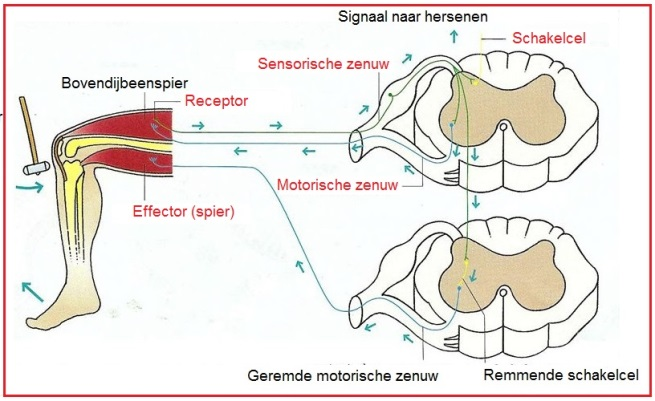 Signaal naar hersenen
Schakelcel
Sensorische zenuw
Bovendijbeenspier
Receptor
Motorische zenuw
Effector (spier)
Geremde motorische zenuw
Remmende schakelcel